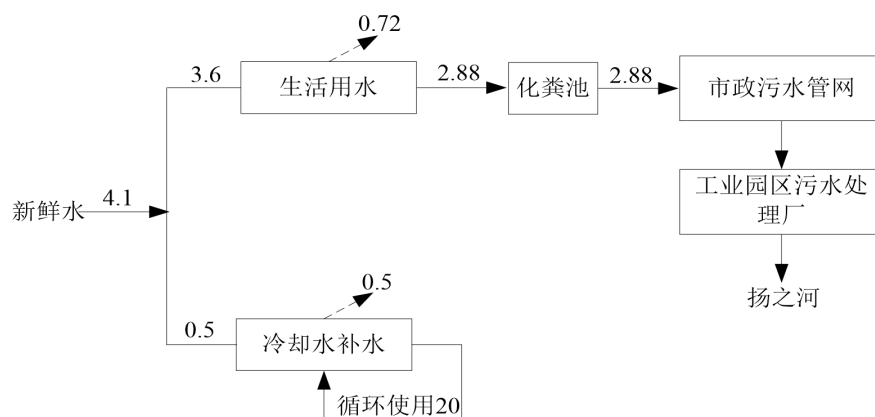 0.72
3.6
生活用水
2.88
化粪池
2.88
市政污水管网
新鲜水
4.1
工业园区污水处
理厂
扬之河
0.5
0.5
冷却水补水
循环使用20